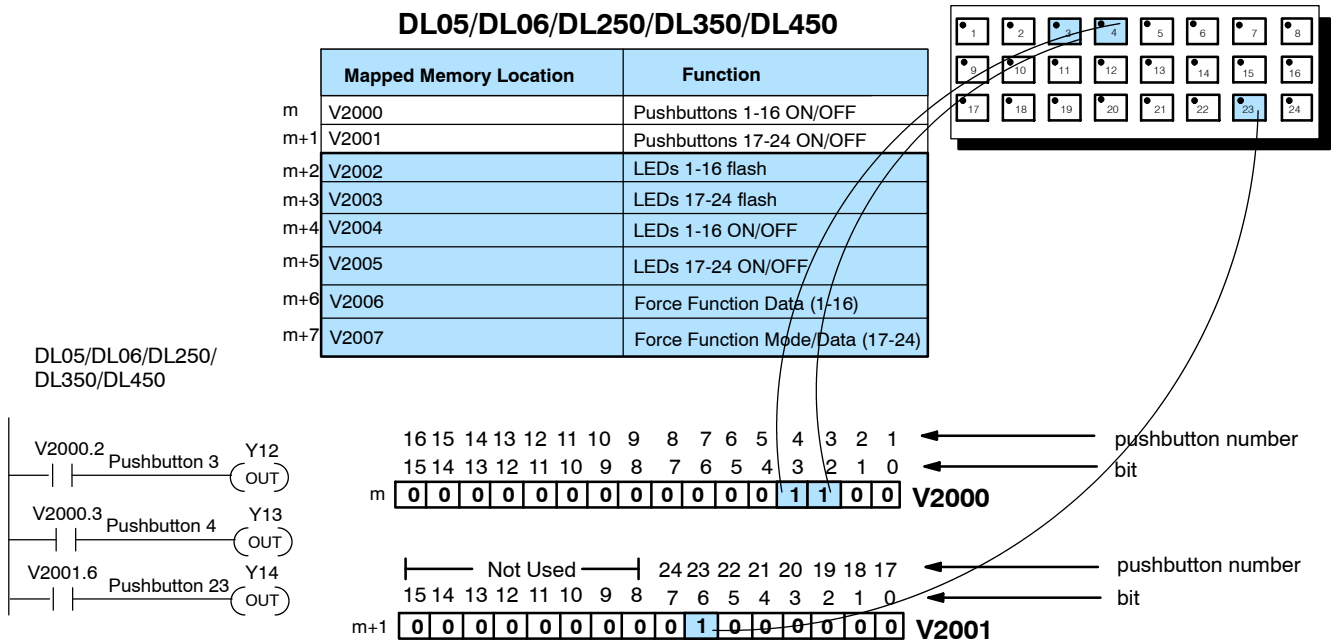 DL05/DL06/DL250/DL350/DL450
Mapped Memory Location Function
m V2000 Pushbuttons 1-16 ON/OFF
m+1 V2001 Pushbuttons 17-24 ON/OFF
m+2 V2002 LEDs 1-16 flash
m+3 V2003 LEDs 17-24 flash
m+4 V2004 LEDs 1-16 ON/OFF
m+5 V2005 LEDs 17-24 ON/OFF
m+6 V2006 Force Function Data (1-16)
m+7 V2007 Force Function Mode/Data (17-24)
1 2 3 4 5 6 7 8
9 10 11 12 13 14 15 16
17 18 19 20 21 22 23 24
DL05/DL06/DL250/
DL350/DL450
V2000.2 Pushbutton 3 Y12
OUT
V2000.3 Pushbutton 4 Y13
OUT
V2001.6 Pushbutton 23 Y14
OUT
16 15 14 13 12 11 10 9 8 7 6 5 4 3 2 1 pushbutton number
15 14 13 12 11 10 9 8 7 6 5 4 3 2 1 0 bit
m 0 0 0 0 0 0 0 0 0 0 0 0 1 1 0 0 V2000
Not Used 24 23 22 21 20 19 18 17 pushbutton number
15 14 13 12 11 10 9 8 7 6 5 4 3 2 1 0 bit
m+1 0 0 0 0 0 0 0 0 0 1 0 0 0 0 0 0 V2001